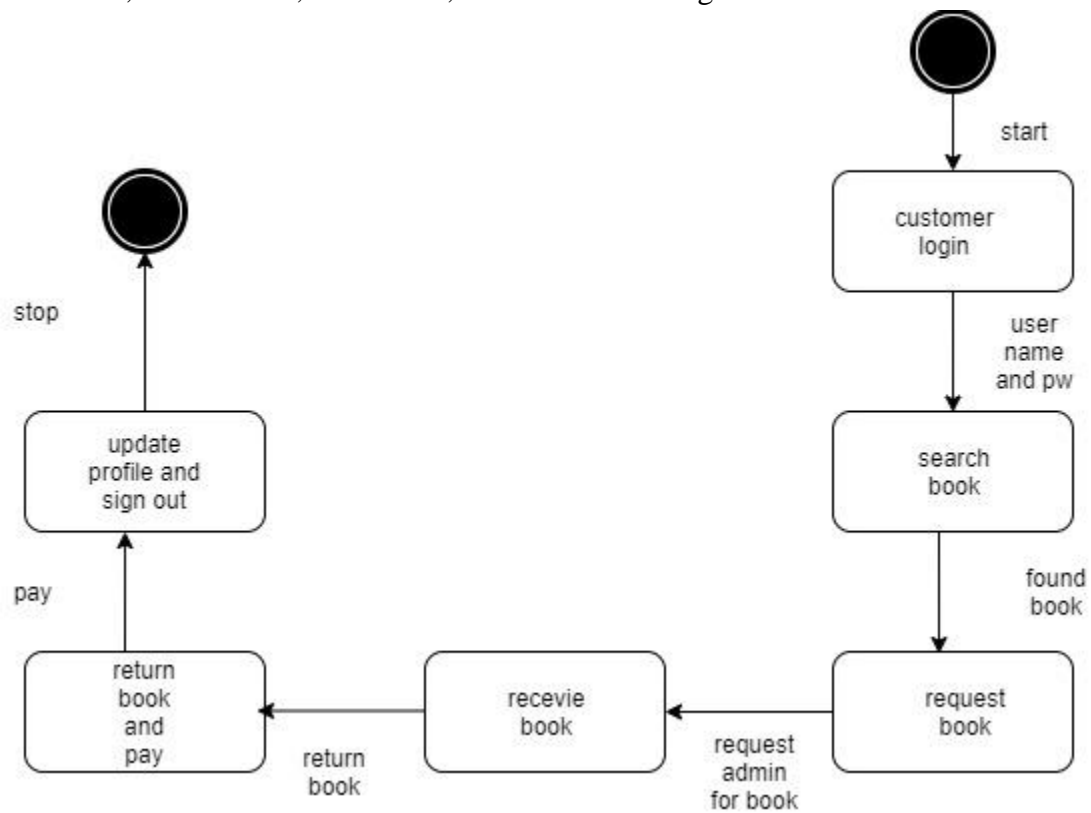 start
customer
login
user
name
and pw
search
book
found
book
request
book
request
admin
for book
recevie
book
return
book
return
book
and
pay
pay
update
profile and
sign out
stop